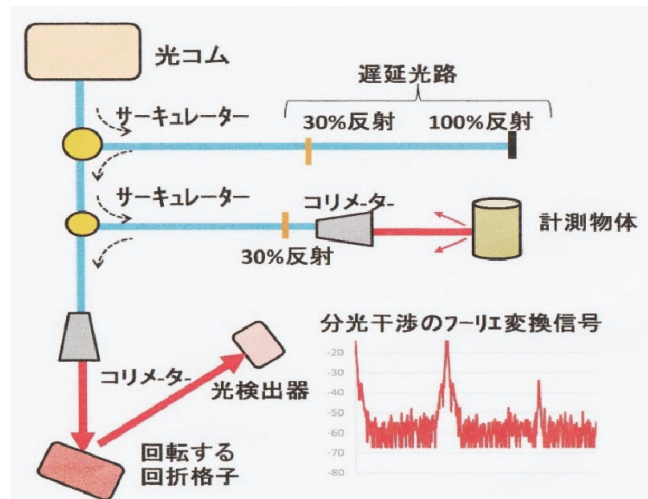 光コム
遅延光路
サーキュレーター
30%反射
100%反射
サーキュレーター
コリメーター
計測物体
30%反射
分光干渉のフーリエ変換信号
コリメーター
光検出器
回転する
回折格子
-20
-30
-40
-50
-60
-70
-80